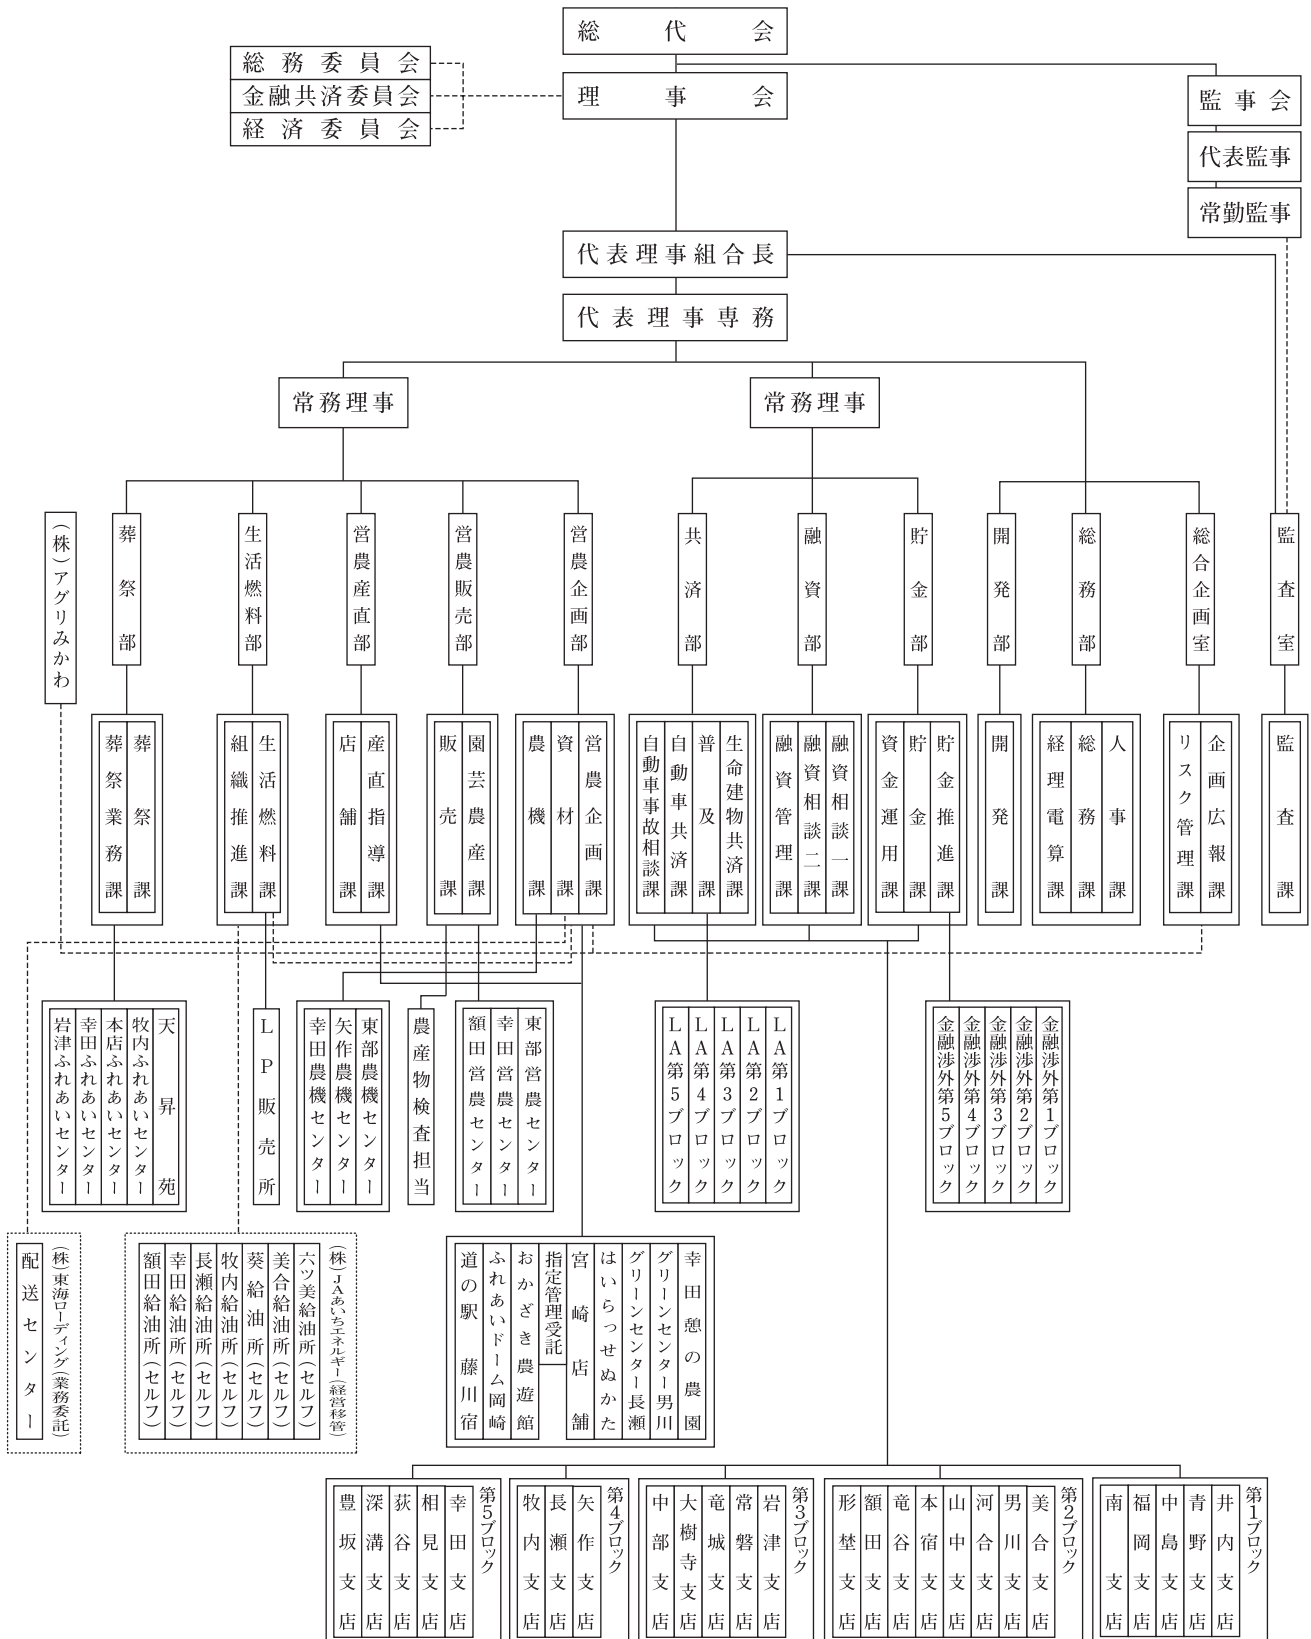 総代会
総務委員会
金融共済委員会
経済委員会
理事会
監事会
代表監事
常勤監事
代表理事組合長
代表理事専務
常務理事
常務理事
(株)アグリみかわ
葬祭部
生活燃料部
営農産直部
営農販売部
営農企画部
共済部
融資部
貯金部
開発部
総務部
総合企画室
監査室
葬祭業務課
葬祭課
組織推進課
生活燃料課
店舗課
産直指導課
販売課
園芸農産課
農機課
資材課
営農企画課
自動車事故相談課
自動車共済課
普及課
生命建物共済課
融資管理課
融資相談二課
融資相談一課
資金運用課
貯金課
貯金推進課
開発課
経理電算課
総務課
人事課
リスク管理課
企画広報課
監査課
岩津ふれあいセンター
幸田ふれあいセンター
本店ふれあいセンター
牧内ふれあいセンター
天昇苑
LP販売所
幸田農機センター
矢作農機センター
東部農機センター
農産物検査担当
額田営農センター
幸田営農センター
東部営農センター
LA第5ブロック
LA第4ブロック
LA第3ブロック
LA第2ブロック
LA第1ブロック
金融渉外第5ブロック
金融渉外第4ブロック
金融渉外第3ブロック
金融渉外第2ブロック
金融渉外第1ブロック
配送センター
(株)東海ローディング(業務委託)
額田給油所(セルフ)
幸田給油所(セルフ)
長瀬給油所(セルフ)
牧内給油所(セルフ)
葵給油所(セルフ)
美合給油所(セルフ)
六ツ美給油所(セルフ)
(株)JAあいちエネルギー(経営移管)
道の駅 藤川宿
ふれあいドーム岡崎
おかざき農遊館
指定管理受託
宮崎店舗
はいらっせぬかた
グリーンセンター長瀬
グリーンセンター男川
幸田憩の農園
豊坂支店
深溝支店
荻谷支店
相見支店
幸田支店
第5ブロック
牧内支店
長瀬支店
矢作支店
第4ブロック
中部支店
大樹寺支店
竜城支店
常磐支店
岩津支店
第3ブロック
形埜支店
額田支店
竜谷支店
本宿支店
山中支店
河合支店
男川支店
美合支店
第2ブロック
南支店
福岡支店
中島支店
青野支店
井内支店
第1ブロック